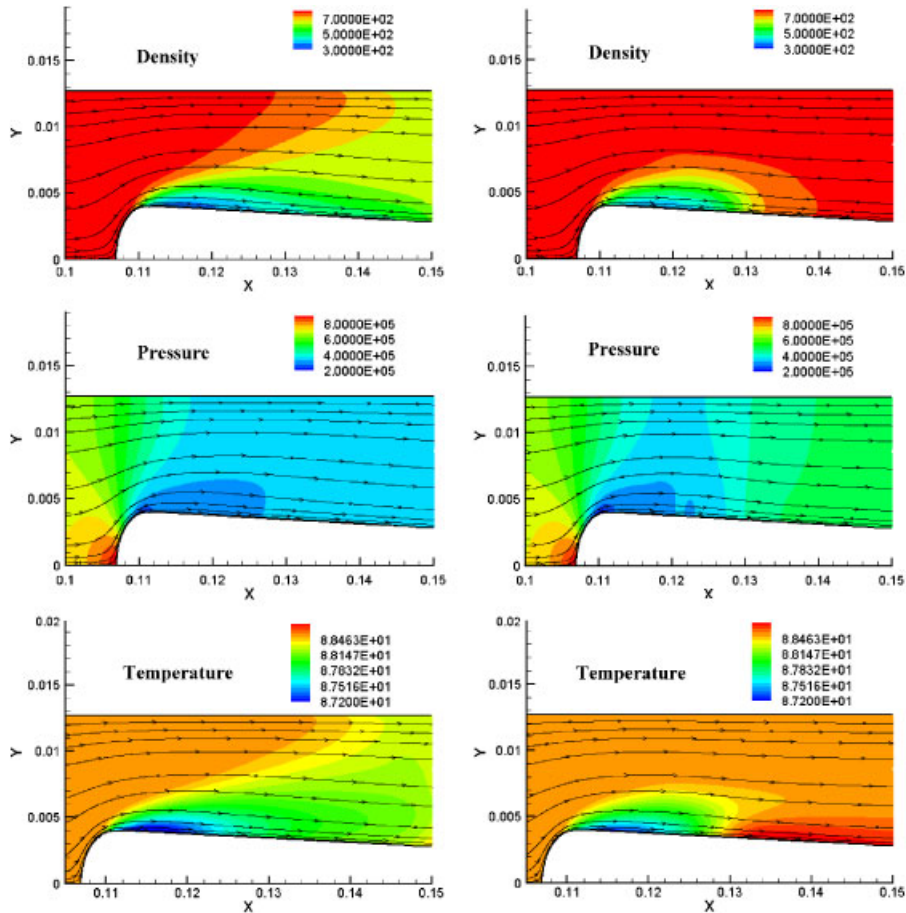 7.0000E+02
5.0000E+02
3.0000E+02
Density
0.015
0.01
0.005
0
Y
0.1 0.11 0.12 0.13 0.14 0.15
X
7.0000E+02
5.0000E+02
3.0000E+02
Density
0.015
0.01
0.005
0
Y
0.1 0.11 0.12 0.13 0.14 0.15
X
8.0000E+05
6.0000E+05
4.0000E+05
2.0000E+05
Pressure
0.015
0.01
0.005
0
Y
0.1 0.11 0.12 0.13 0.14 0.15
X
8.0000E+05
6.0000E+05
4.0000E+05
2.0000E+05
Pressure
0.015
0.01
0.005
0
Y
0.1 0.11 0.12 0.13 0.14 0.15
X
0.02
8.8463E+01
8.8147E+01
8.7832E+01
8.7516E+01
8.7200E+01
Temperature
0.015
0.01
0.005
0
Y
0.11 0.12 0.13 0.14 0.15
X
0.02
8.8463E+01
8.8147E+01
8.7832E+01
8.7516E+01
8.7200E+01
Temperature
0.015
0.01
0.005
0
Y
0.11 0.12 0.13 0.14 0.15
X